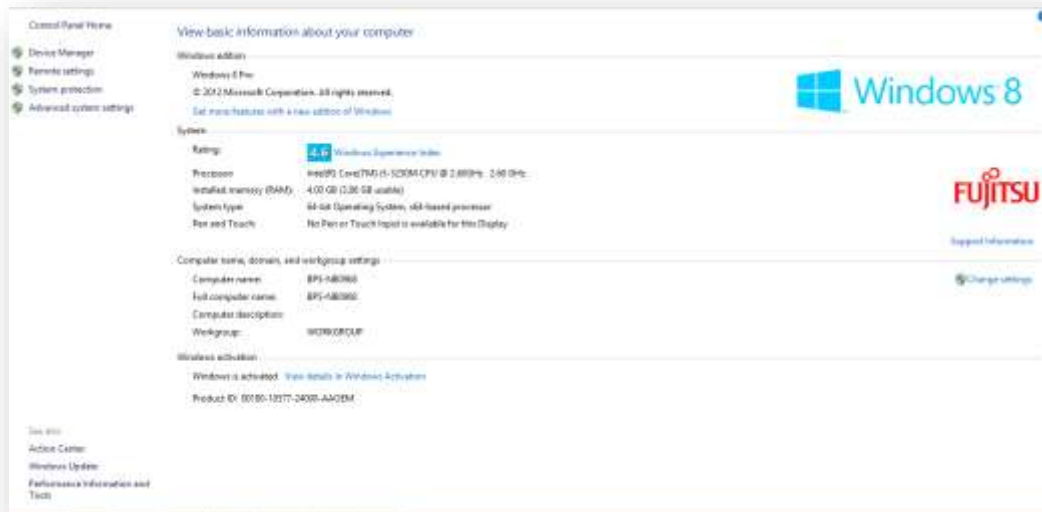 Control Panel Home
Device Manager
Remote settings
System protection
Advanced system settings
View basic information about your computer
Windows edition
Windows 8 Pro
© 2012 Microsoft Corporation. All rights reserved.
Get more features with a new edition of Windows
Windows 8
System
Rating: 4.6 Windows Experience Index
Processor: Intel(R) Core(TM) i5-3230M CPU @ 2.60GHz 2.60 GHz
Installed memory (RAM): 4.00 GB
System type: 64-bit Operating System, x64-based processor
Pen and Touch: No Pen or Touch Input is available for this Display
FUJITSU
Support Information
Computer name, domain, and workgroup settings
Computer name:
Full computer name:
Computer description:
Workgroup: WORKGROUP
Change settings
Windows activation
Windows is activated. View details in Windows Activation
Product ID:
See also
Action Center
Windows Update
Performance Information and
Tools